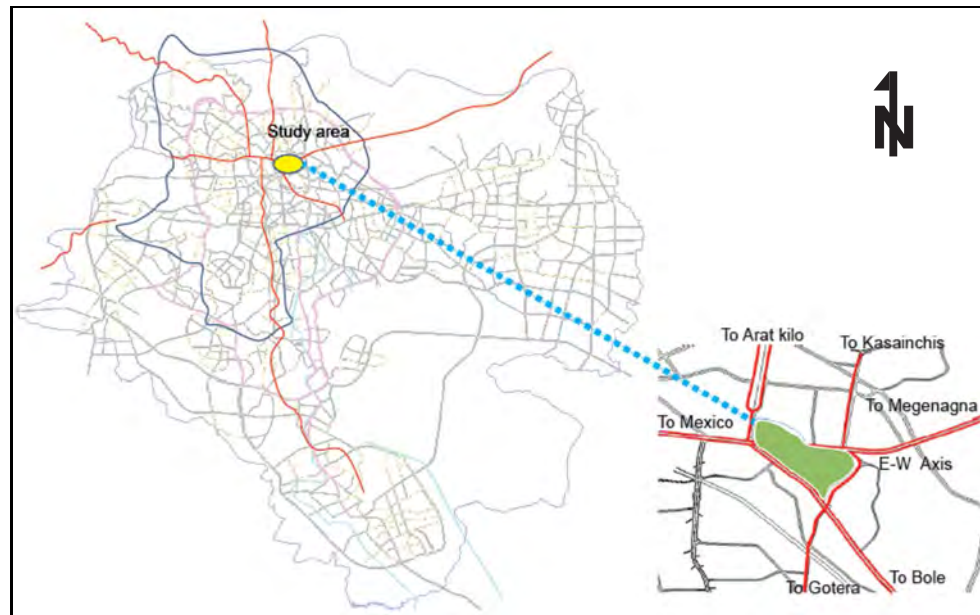 Study area
N
To Arat kilo
To Kasainchis
To Megenagna
To Mexico
E-W Axis
To Bole
To Gotera